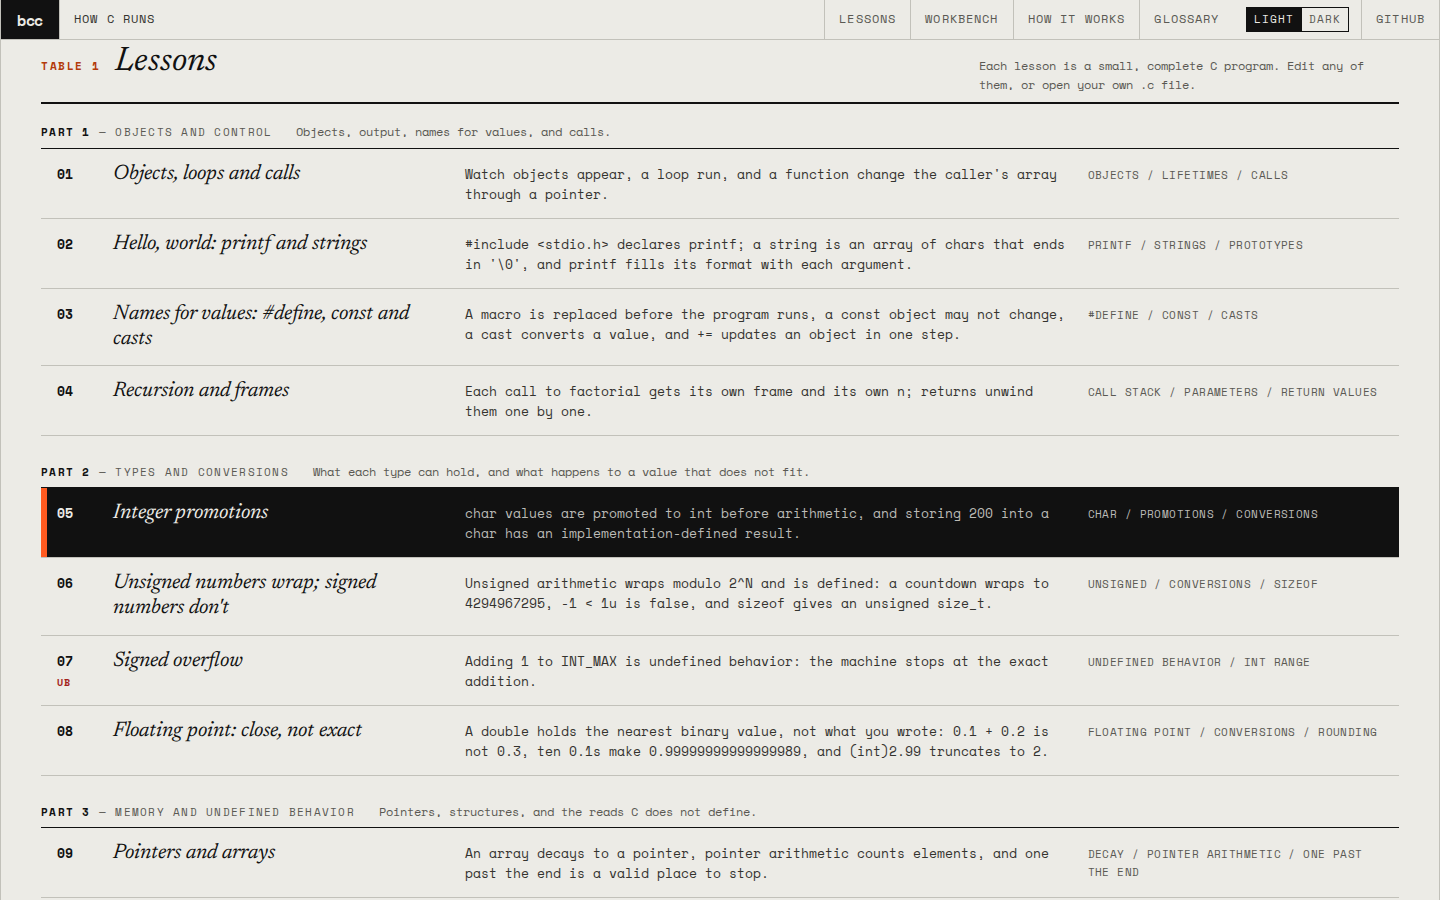 bcc HOW C RUNS LESSONS WORKBENCH HOW IT WORKS GLOSSARY LIGHT DARK GITHUB
TABLE 1 Lessons
Each lesson is a small, complete C program. Edit any of
them, or open your own .c file.
PART 1 — OBJECTS AND CONTROL Objects, output, names for values, and calls.
01 Objects, loops and calls
Watch objects appear, a loop run, and a function change the caller's array
through a pointer.
OBJECTS / LIFETIMES / CALLS
02 Hello, world: printf and strings
#include <stdio.h> declares printf; a string is an array of chars that ends
in '\0', and printf fills its format with each argument.
PRINTF / STRINGS / PROTOTYPES
03 Names for values: #define, const and
casts
A macro is replaced before the program runs, a const object may not change,
a cast converts a value, and += updates an object in one step.
#DEFINE / CONST / CASTS
04 Recursion and frames
Each call to factorial gets its own frame and its own n; returns unwind
them one by one.
CALL STACK / PARAMETERS / RETURN VALUES
PART 2 — TYPES AND CONVERSIONS What each type can hold, and what happens to a value that does not fit.
05 Integer promotions
char values are promoted to int before arithmetic, and storing 200 into a
char has an implementation-defined result.
CHAR / PROMOTIONS / CONVERSIONS
06 Unsigned numbers wrap; signed
numbers don't
Unsigned arithmetic wraps modulo 2^N and is defined: a countdown wraps to
4294967295, -1 < 1u is false, and sizeof gives an unsigned size_t.
UNSIGNED / CONVERSIONS / SIZEOF
07 Signed overflow
UB
Adding 1 to INT_MAX is undefined behavior: the machine stops at the exact
addition.
UNDEFINED BEHAVIOR / INT RANGE
08 Floating point: close, not exact
A double holds the nearest binary value, not what you wrote: 0.1 + 0.2 is
not 0.3, ten 0.1s make 0.99999999999999989, and (int)2.99 truncates to 2.
FLOATING POINT / CONVERSIONS / ROUNDING
PART 3 — MEMORY AND UNDEFINED BEHAVIOR Pointers, structures, and the reads C does not define.
09 Pointers and arrays
An array decays to a pointer, pointer arithmetic counts elements, and one
past the end is a valid place to stop.
DECAY / POINTER ARITHMETIC / ONE PAST
THE END